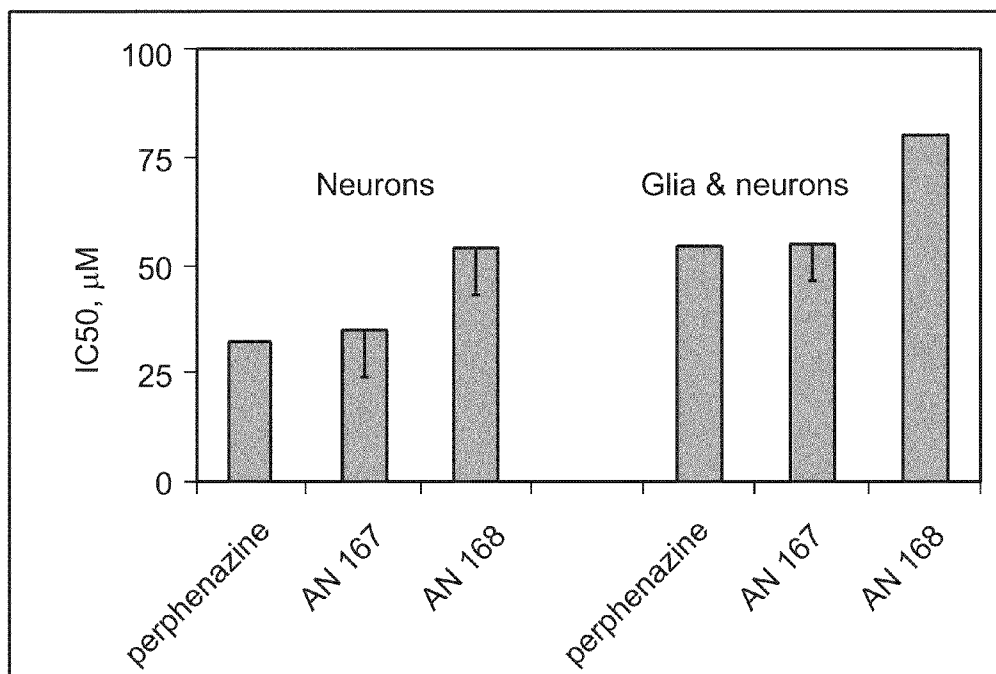 100
75
50
25
0
IC50, µM
Neurons
Glia & neurons
perphenazine
AN 167
AN 168
perphenazine
AN 167
AN 168